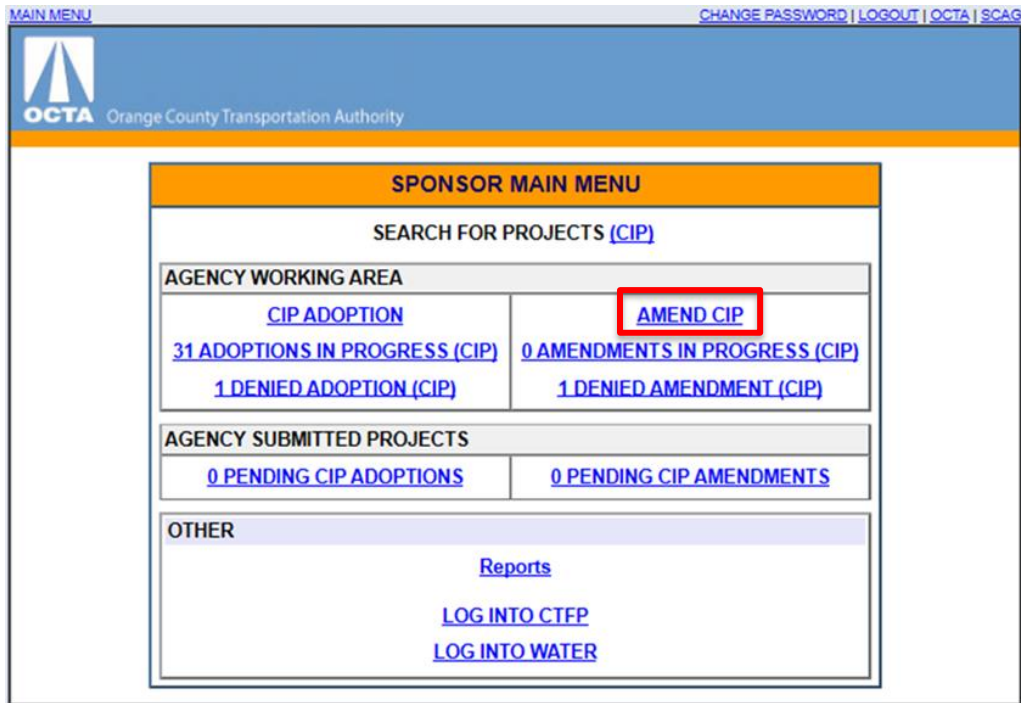 MAIN MENU CHANGE PASSWORD | LOGOUT | OCTA | SCAG
OCTA Orange County Transportation Authority
SPONSOR MAIN MENU
SEARCH FOR PROJECTS (CIP)
AGENCY WORKING AREA
CIP ADOPTION AMEND CIP
31 ADOPTIONS IN PROGRESS (CIP) 0 AMENDMENTS IN PROGRESS (CIP)
1 DENIED ADOPTION (CIP) 1 DENIED AMENDMENT (CIP)
AGENCY SUBMITTED PROJECTS
0 PENDING CIP ADOPTIONS 0 PENDING CIP AMENDMENTS
OTHER
Reports
LOG INTO CTFP
LOG INTO WATER